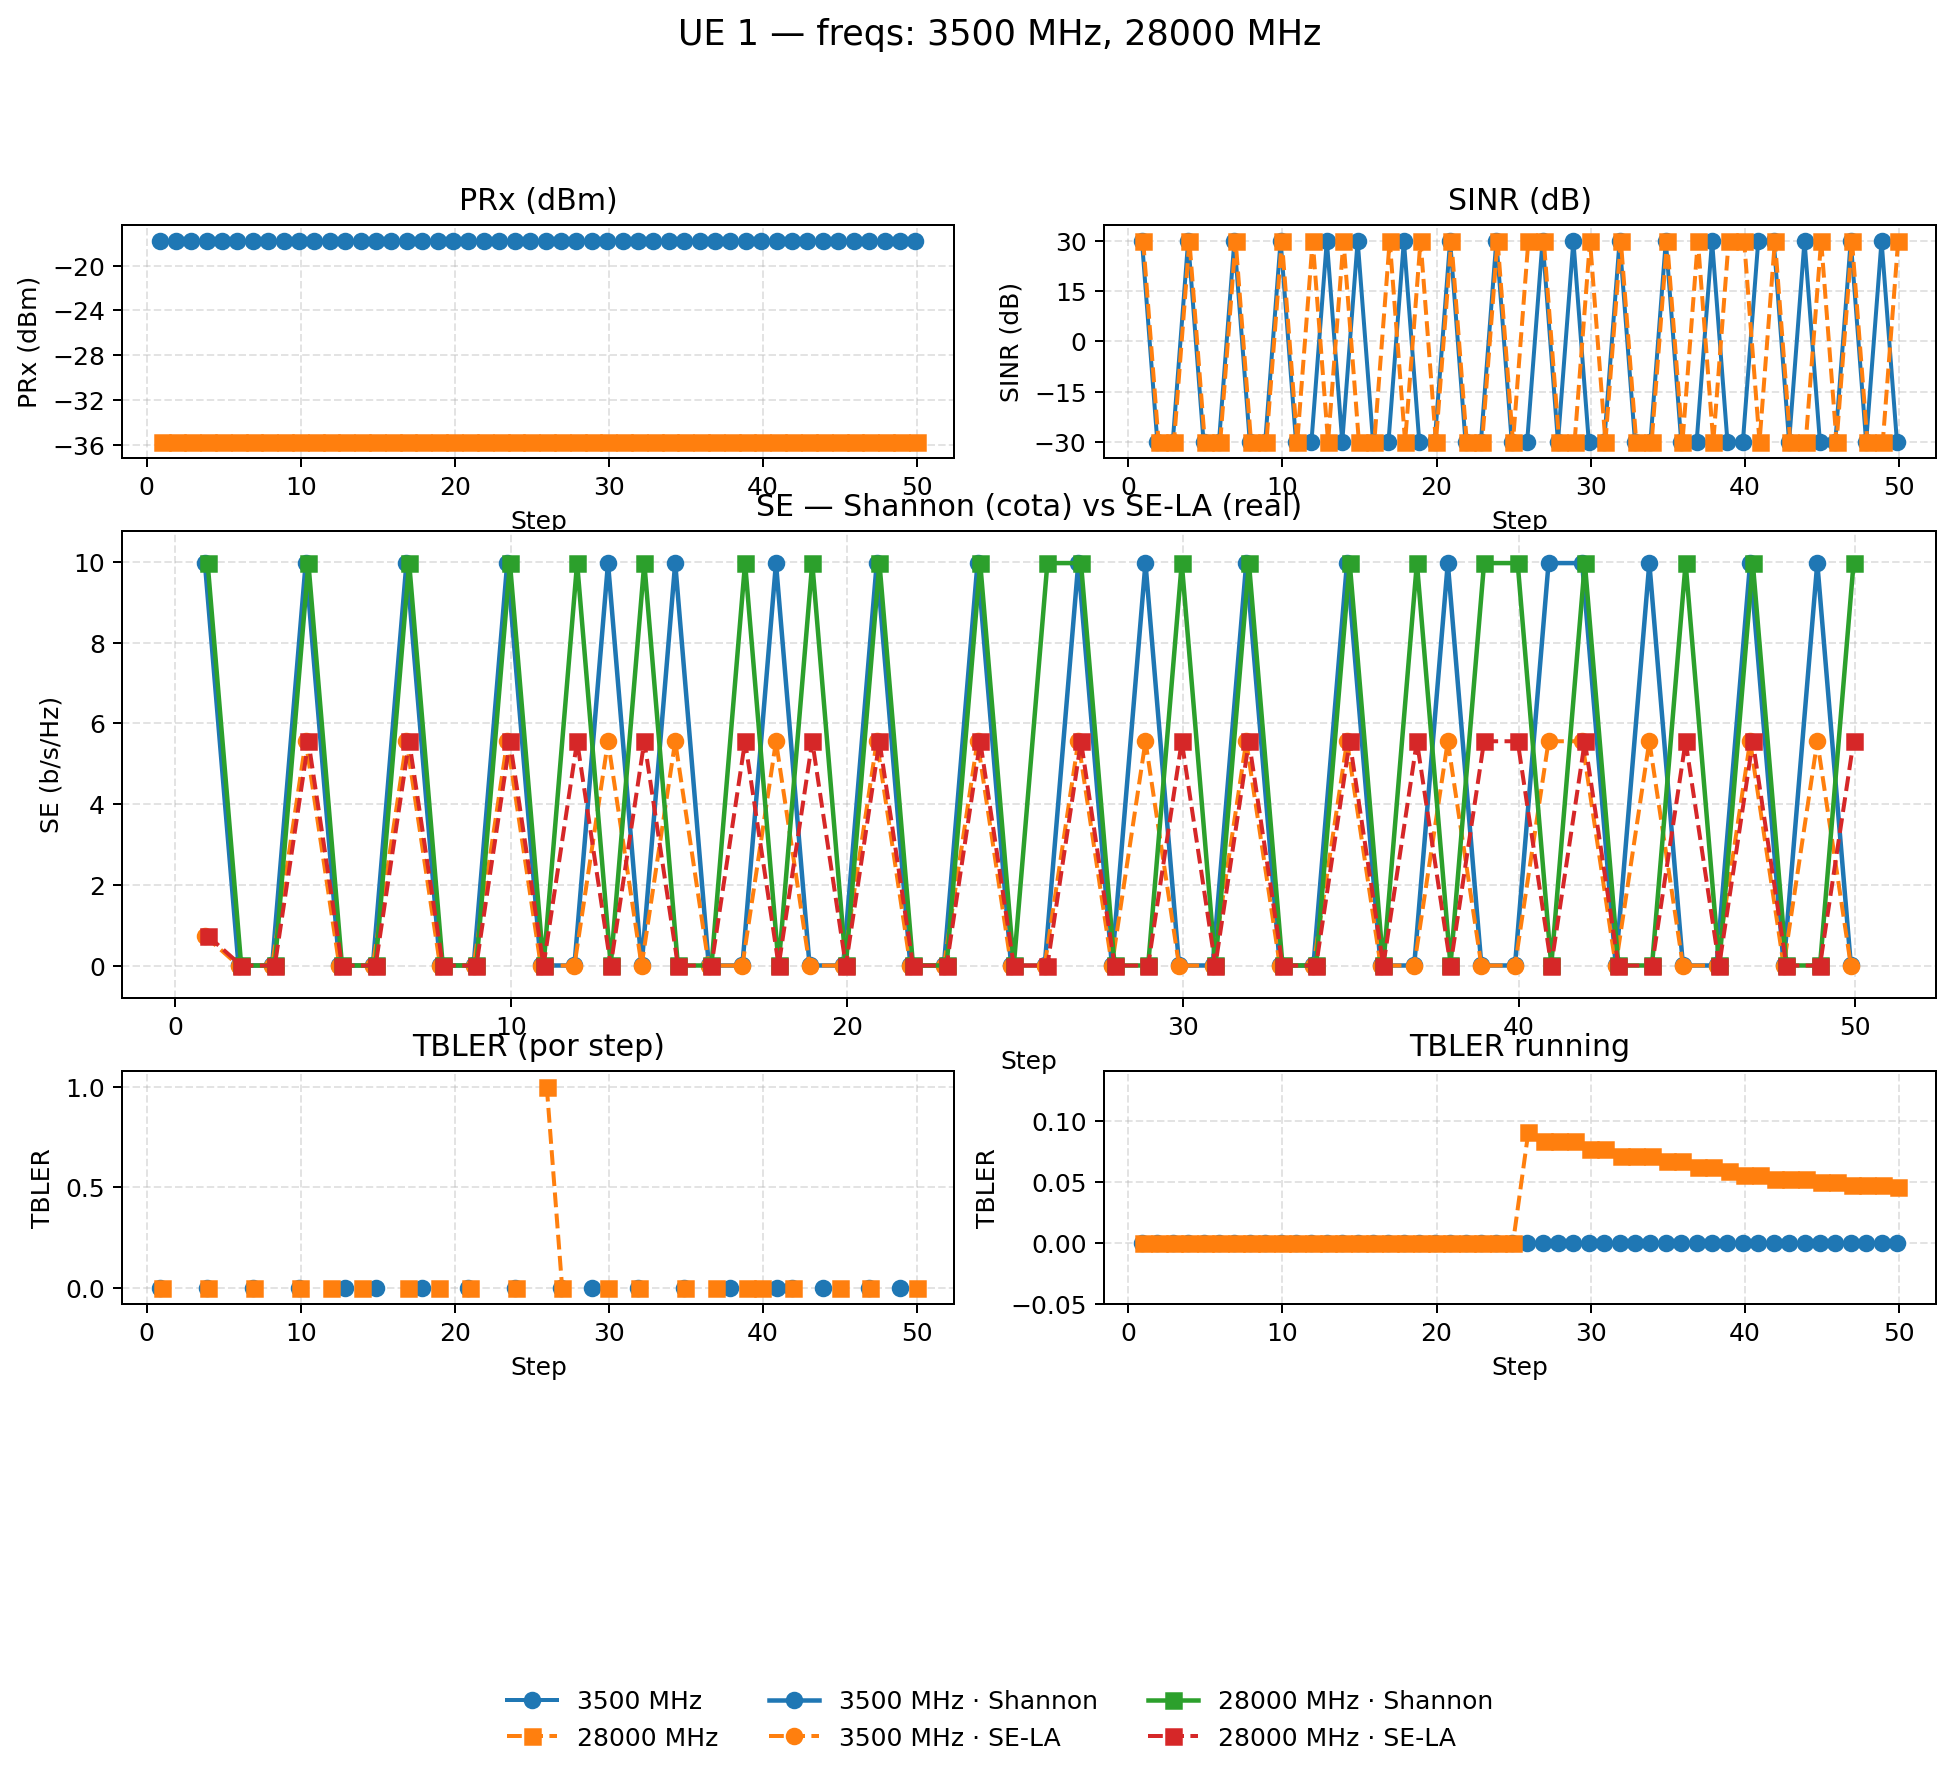 UE 1 — freqs: 3500 MHz, 28000 MHz
PRx (dBm)
PRx (dBm)
−20
−24
−28
−32
−36
0 10 20 30 40 50
Step
SINR (dB)
SINR (dB)
30
15
0
−15
−30
0 10 20 30 40 50
Step
SE — Shannon (cota) vs SE-LA (real)
SE (b/s/Hz)
10
8
6
4
2
0
0 10 20 30 40 50
Step
TBLER (por step)
TBLER
1.0
0.5
0.0
0 10 20 30 40 50
Step
TBLER running
TBLER
0.10
0.05
0.00
−0.05
0 10 20 30 40 50
Step
3500 MHz
28000 MHz
3500 MHz · Shannon
3500 MHz · SE-LA
28000 MHz · Shannon
28000 MHz · SE-LA